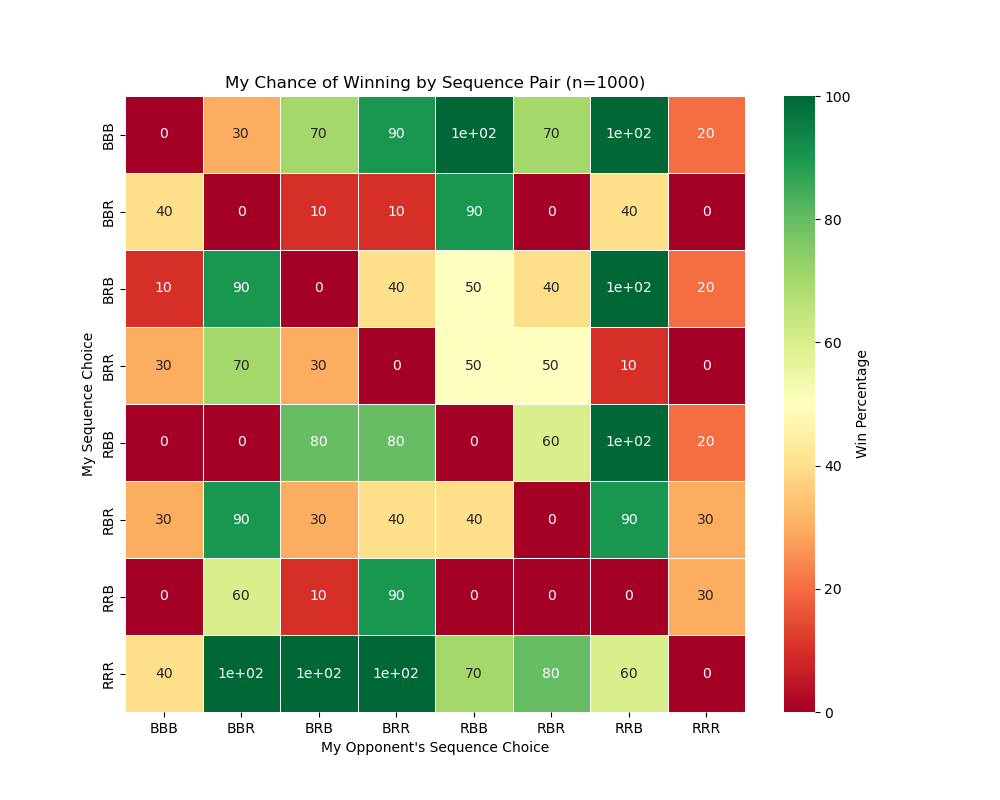 My Chance of Winning by Sequence Pair (n=1000)
BBB 0 30 70 90 1e+02 70 1e+02 20
BBR 40 0 10 10 90 0 40 0
BRB 10 90 0 40 50 40 1e+02 20
BRR 30 70 30 0 50 50 10 0
RBB 0 0 80 80 0 60 1e+02 20
RBR 30 90 30 40 40 0 90 30
RRB 0 60 10 90 0 0 0 30
RRR 40 1e+02 1e+02 1e+02 70 80 60 0
BBB BBR BRB BRR RBB RBR RRB RRR
My Opponent's Sequence Choice
My Sequence Choice
100
80
60
40
20
0
Win Percentage